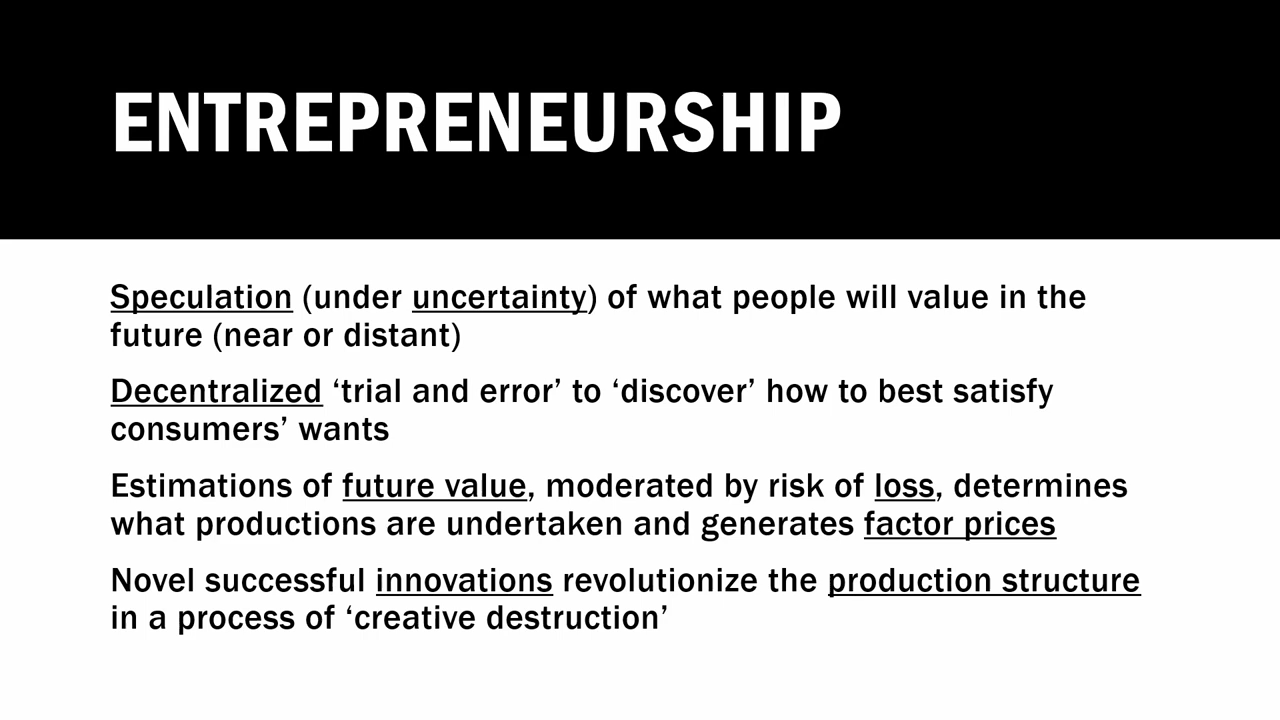 ENTREPRENEURSHIP
Speculation (under uncertainty) of what people will value in the
future (near or distant)
Decentralized ‘trial and error’ to ‘discover’ how to best satisfy
consumers’ wants
Estimations of future value, moderated by risk of loss, determines
what productions are undertaken and generates factor prices
Novel successful innovations revolutionize the production structure
in a process of ‘creative destruction’